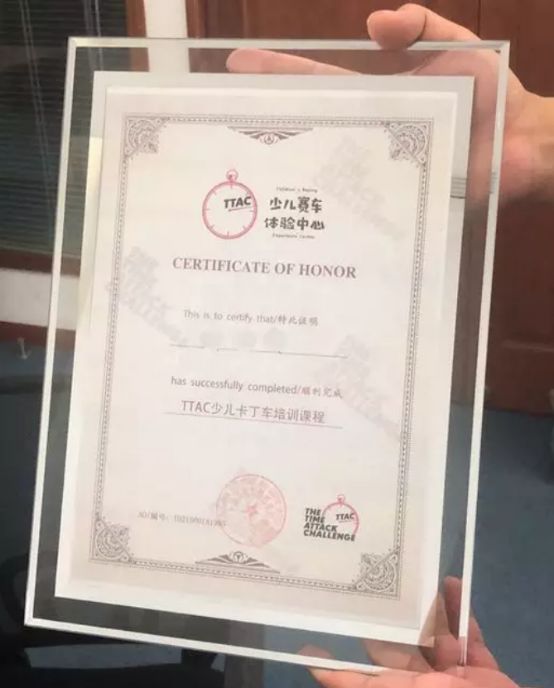 TTAC
少儿赛车
体验中心
Experience Center
CERTIFICATE OF HONOR
This is to certify that/特此证明
has successfully completed/顺利完成
TTAC少儿卡丁车培训课程
THE
TIME
ATTACK
CHALLENGE
TTAC